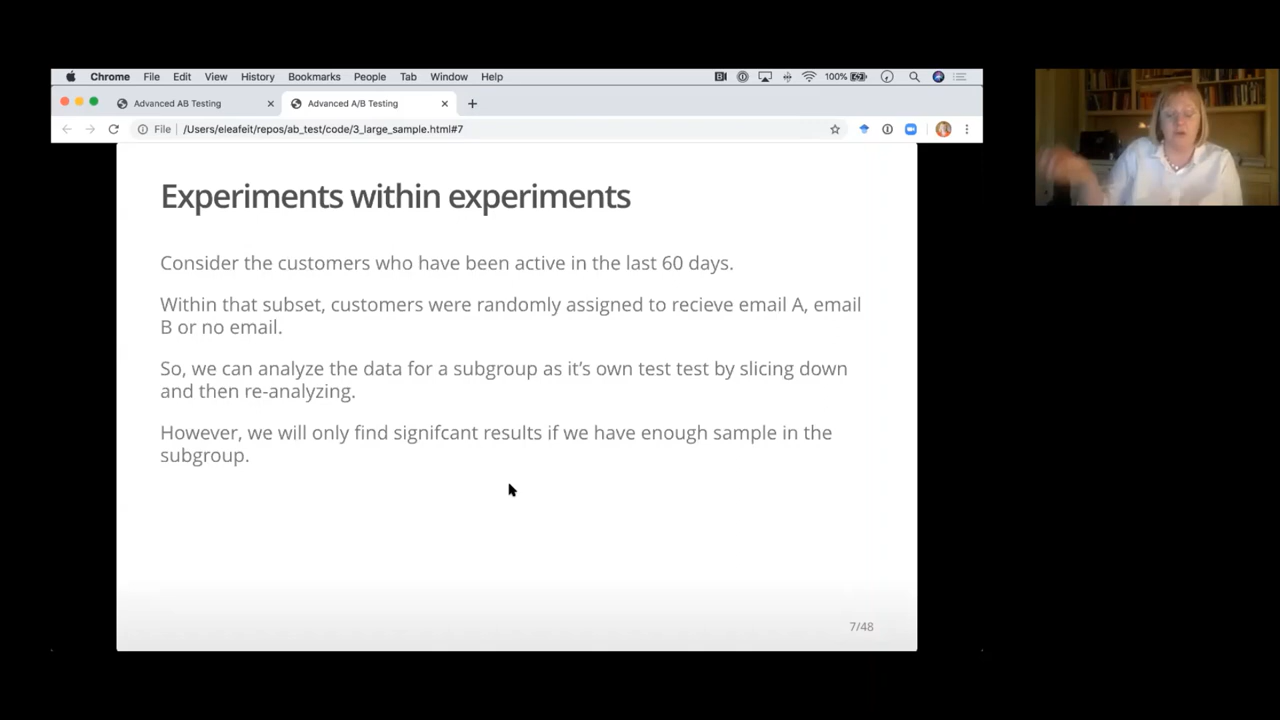 Chrome File Edit View History Bookmarks People Tab Window Help 100%
Advanced AB Testing Advanced A/B Testing
File /Users/eleafeit/repos/ab_test/code/3_large_sample.html#7
Experiments within experiments
Consider the customers who have been active in the last 60 days.
Within that subset, customers were randomly assigned to recieve email A, email
B or no email.
So, we can analyze the data for a subgroup as it’s own test test by slicing down
and then re-analyzing.
However, we will only find signifcant results if we have enough sample in the
subgroup.
7/48